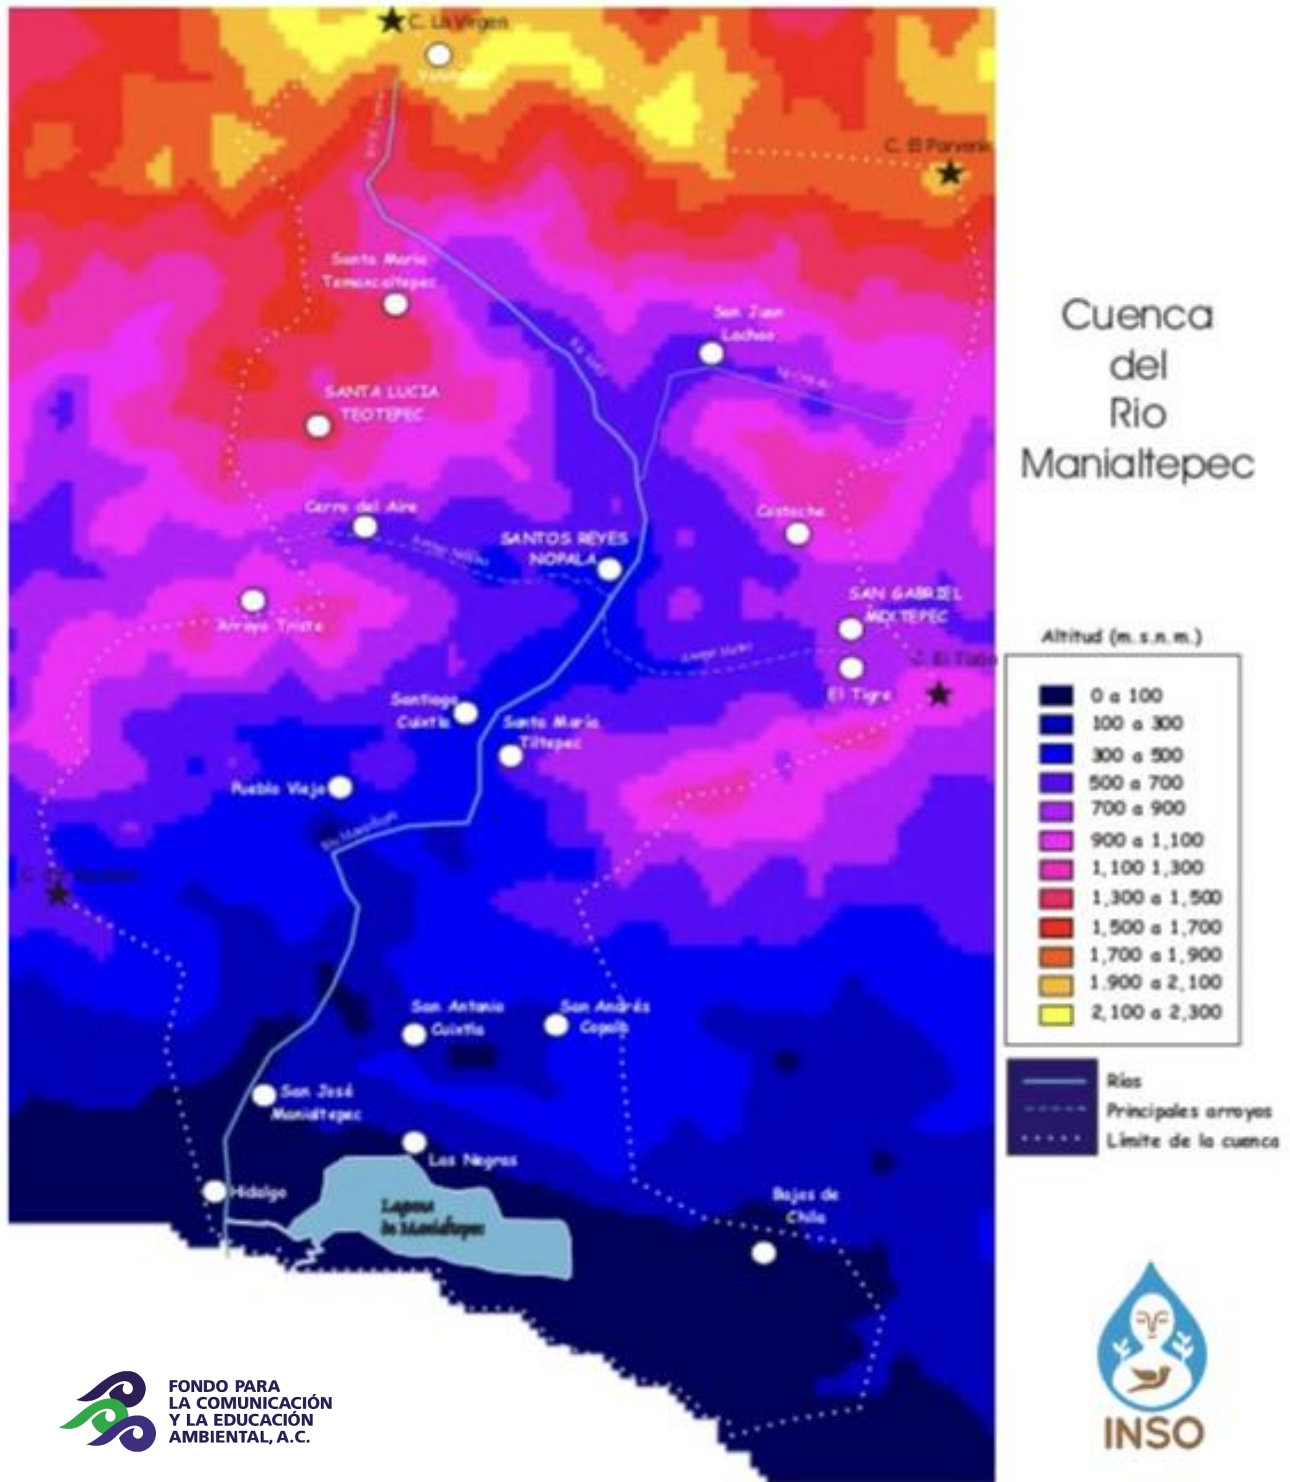 C. La Virgen
C. El Porvenir
Santa María
Temaxcaltepec
San Juan
Lachao
SANTA LUCIA
TEOTEPEC
Cerro del Aire
SANTOS REYES
NOPALA
Costoche
SAN GABRIEL
MIXTEPEC
Arroyo Triste
El Tigre
Santiago
Cuixtla
Santa María
Tiltepec
Pueblo Viejo
Río Manialtepec
San Antonio
Cuixtla
San Andrés
Copala
San José
Manialtepec
Las Negras
Hidalgo
Laguna
de Manialtepec
Bajos de
Chila
Cuenca
del
Rio
Manialtepec
Altitud (m.s.n.m.)
0 a 100
100 a 300
300 a 500
500 a 700
700 a 900
900 a 1,100
1,100 1,300
1,300 a 1,500
1,500 a 1,700
1,700 a 1,900
1.900 a 2,100
2,100 a 2,300
Ríos
Principales arroyos
Límite de la cuenca
FONDO PARA
LA COMUNICACIÓN
Y LA EDUCACIÓN
AMBIENTAL, A.C.
INSO